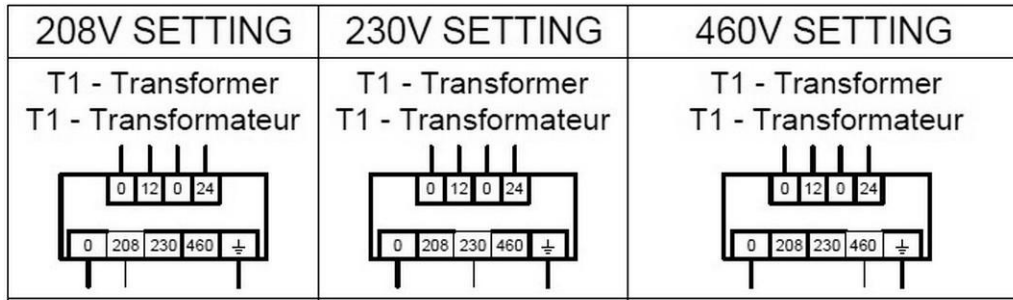 208V SETTING
T1 - Transformer
T1 - Transformateur
0 12 0 24
0 208 230 460
230V SETTING
T1 - Transformer
T1 - Transformateur
0 12 0 24
0 208 230 460
460V SETTING
T1 - Transformer
T1 - Transformateur
0 12 0 24
0 208 230 460